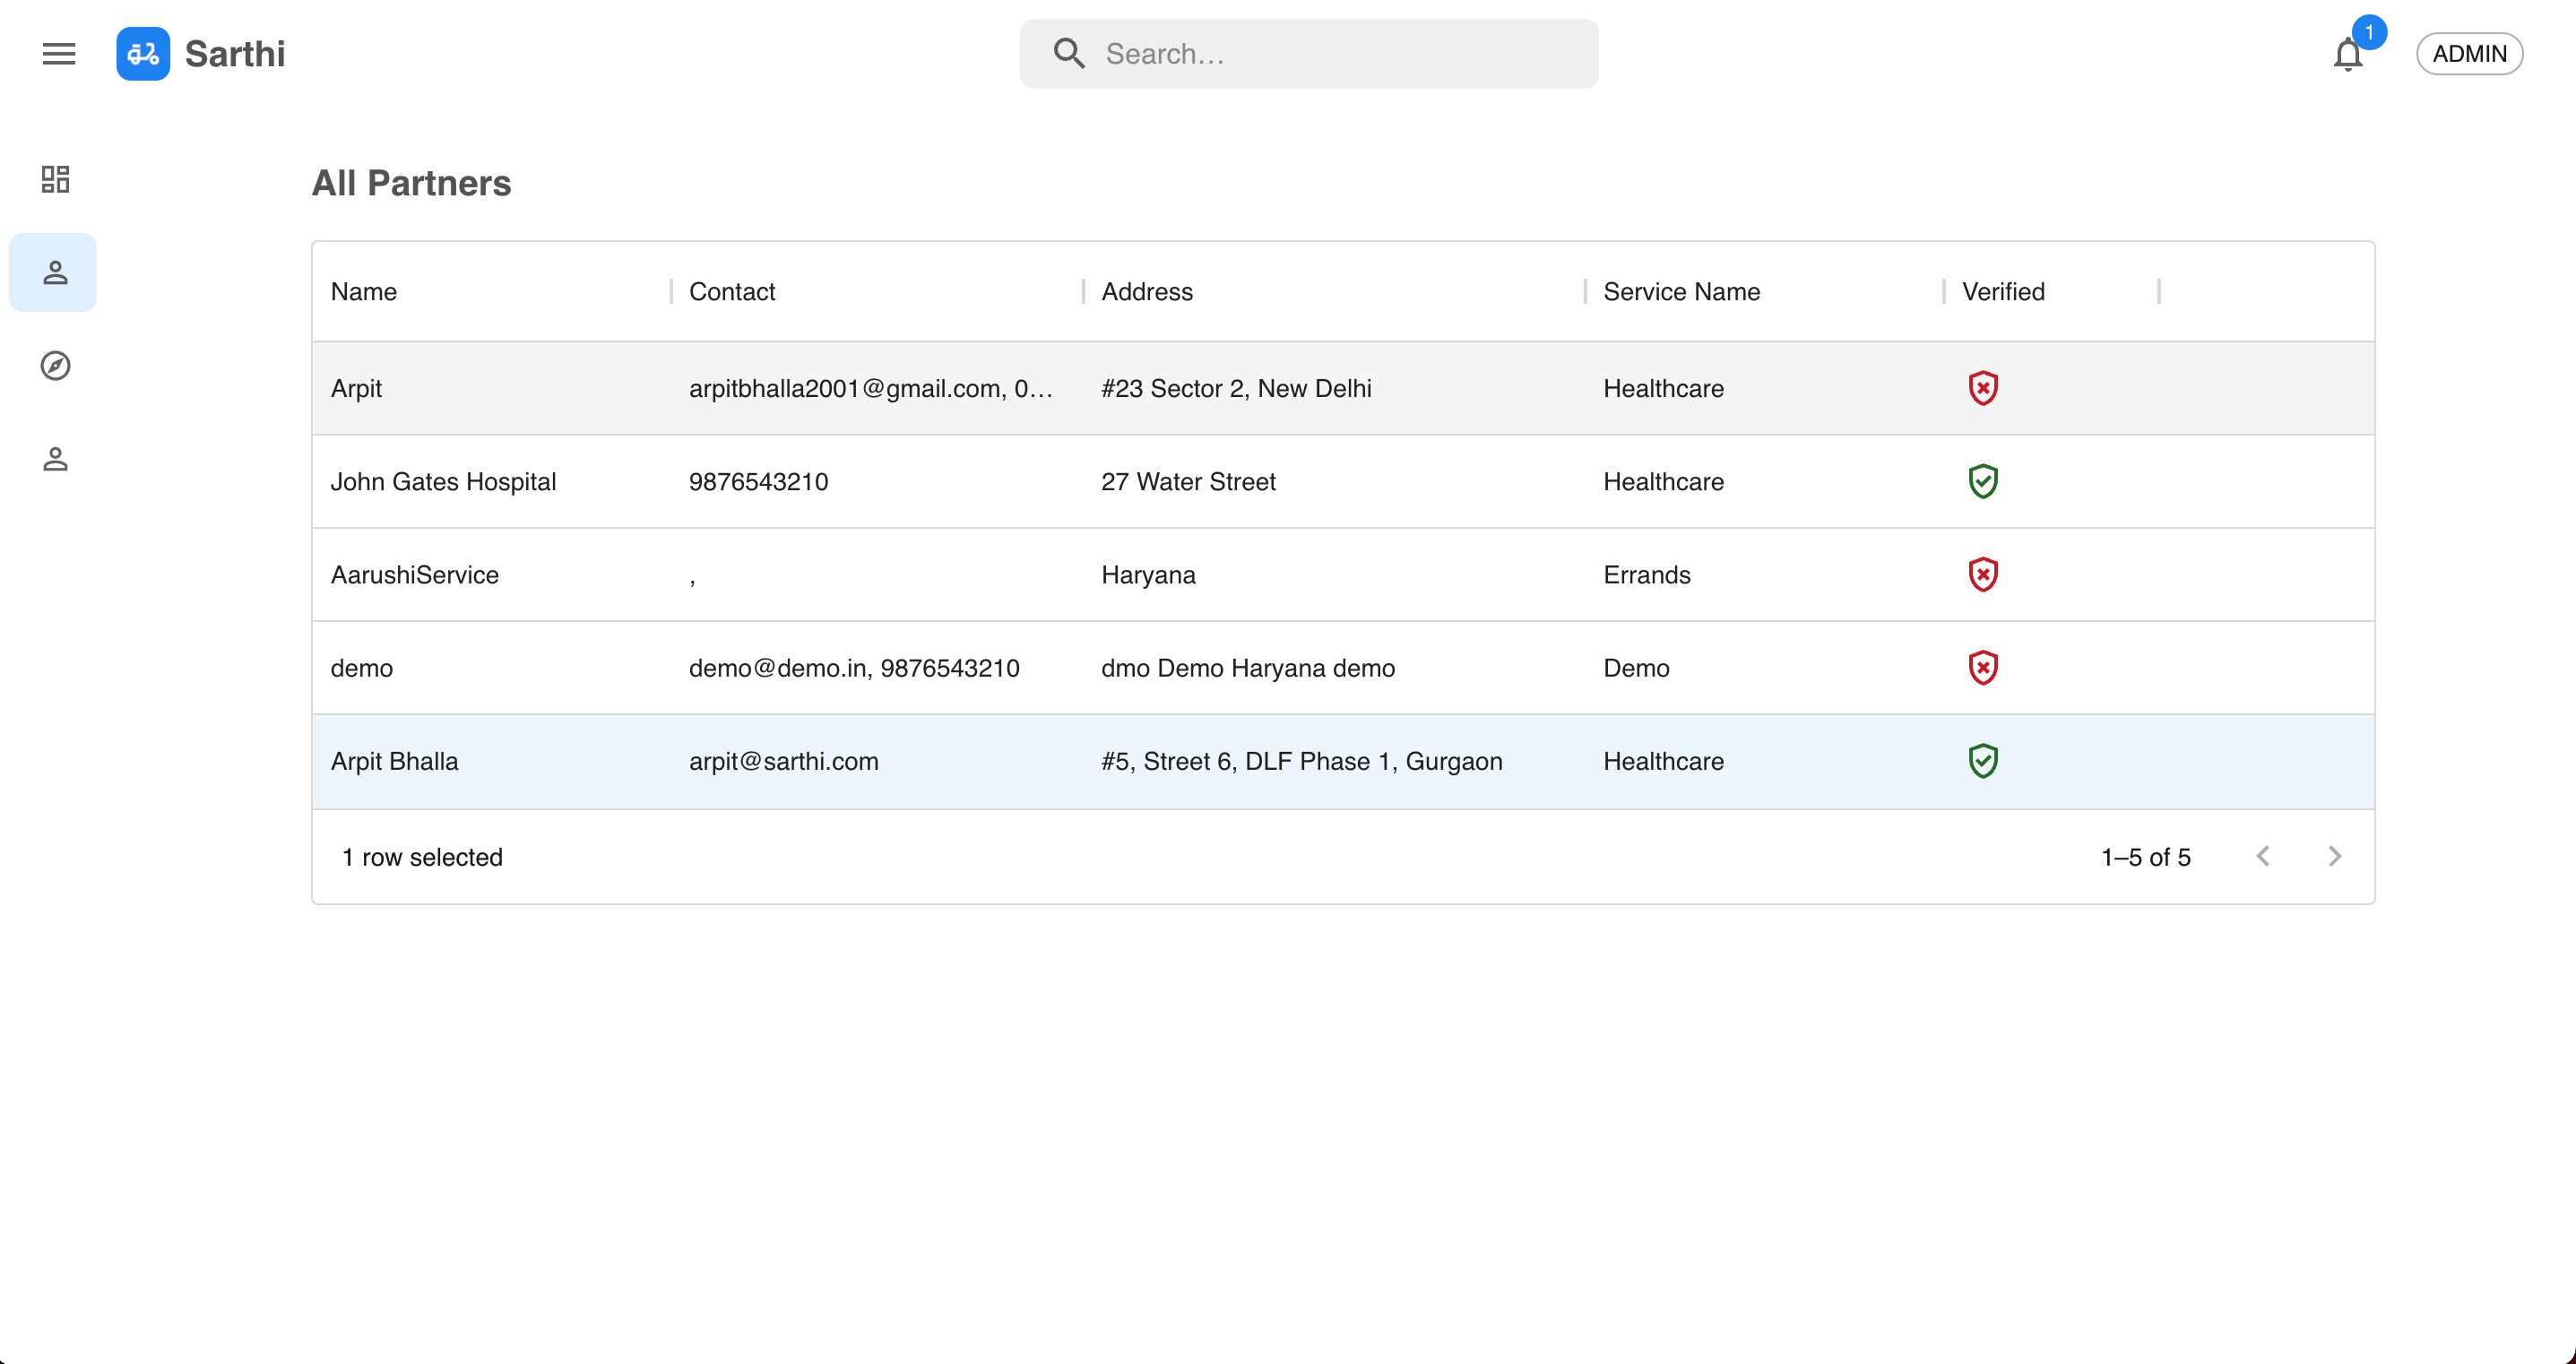 Sarthi
Search…
1
ADMIN
All Partners
Name Contact Address Service Name Verified
Arpit arpitbhalla2001@gmail.com, 0… #23 Sector 2, New Delhi Healthcare
John Gates Hospital 9876543210 27 Water Street Healthcare
AarushiService , Haryana Errands
demo demo@demo.in, 9876543210 dmo Demo Haryana demo Demo
Arpit Bhalla arpit@sarthi.com #5, Street 6, DLF Phase 1, Gurgaon Healthcare
1 row selected 1–5 of 5